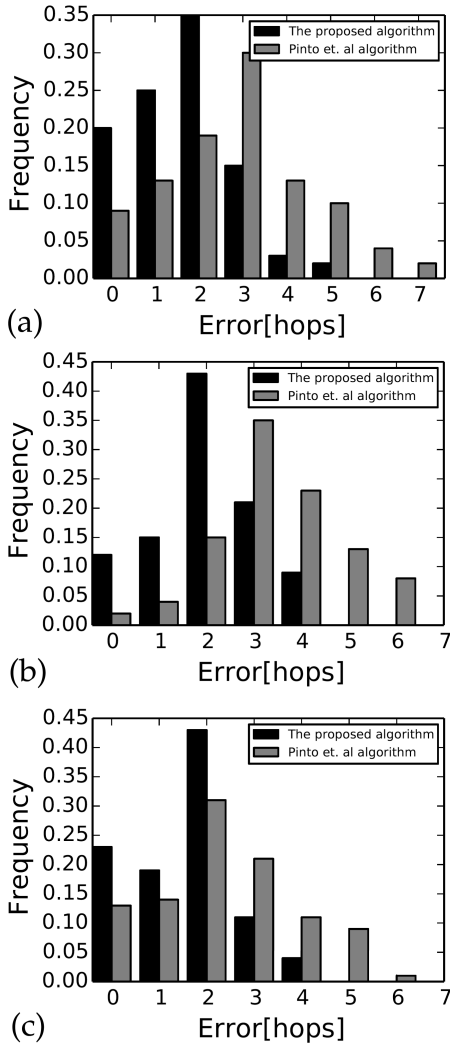 0.35
The proposed algorithm
Pinto et. al algorithm
0.30
0.25
0.20
0.15
0.10
0.05
0.00
Frequency
0 1 2 3 4 5 6 7
Error[hops]
(a)
0.45
The proposed algorithm
Pinto et. al algorithm
0.40
0.35
0.30
0.25
0.20
0.15
0.10
0.05
0.00
Frequency
0 1 2 3 4 5 6 7
Error[hops]
(b)
0.45
The proposed algorithm
Pinto et. al algorithm
0.40
0.35
0.30
0.25
0.20
0.15
0.10
0.05
0.00
Frequency
0 1 2 3 4 5 6 7
Error[hops]
(c)